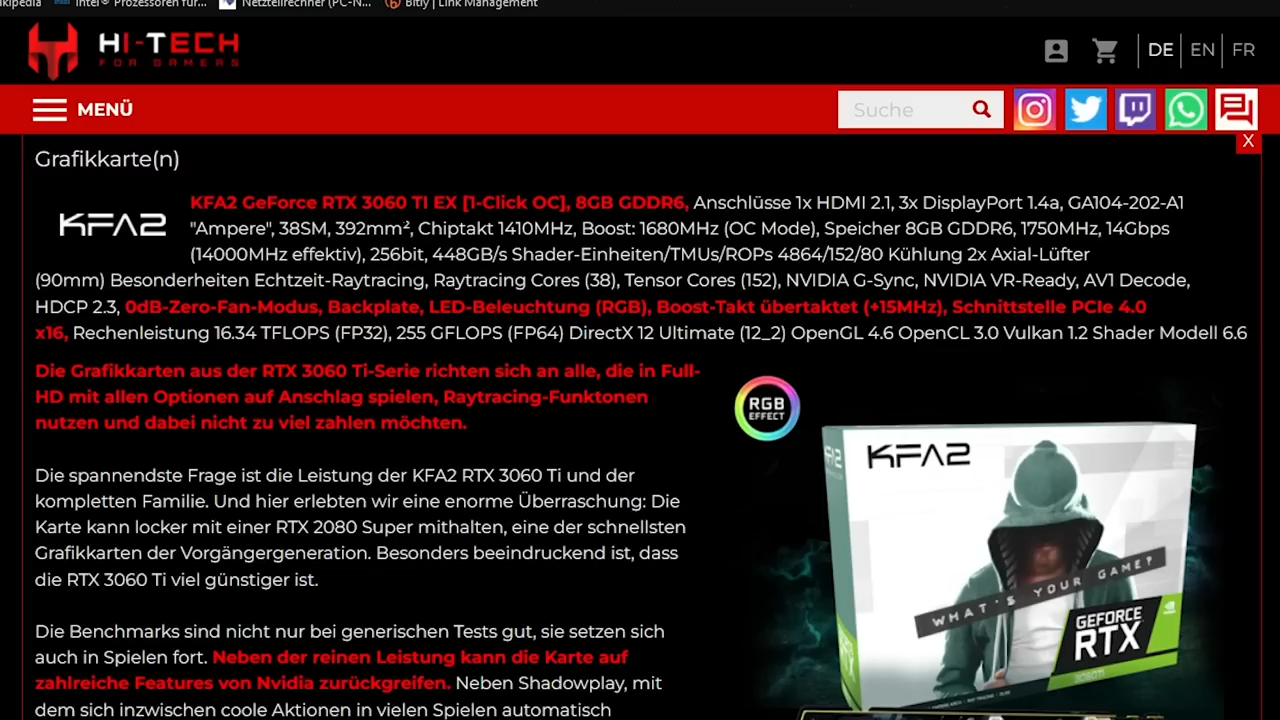 ikipedia Intel® Prozessoren für... Netzteilrechner (PC-N... Bitly | Link Management
HI-TECH
FOR GAMERS
DE EN FR
MENÜ
Suche
X
Grafikkarte(n)
KFA2
KFA2 GeForce RTX 3060 TI EX [1-Click OC], 8GB GDDR6, Anschlüsse 1x HDMI 2.1, 3x DisplayPort 1.4a, GA104-202-A1
"Ampere", 38SM, 392mm², Chiptakt 1410MHz, Boost: 1680MHz (OC Mode), Speicher 8GB GDDR6, 1750MHz, 14Gbps
(14000MHz effektiv), 256bit, 448GB/s Shader-Einheiten/TMUs/ROPs 4864/152/80 Kühlung 2x Axial-Lüfter
(90mm) Besonderheiten Echtzeit-Raytracing, Raytracing Cores (38), Tensor Cores (152), NVIDIA G-Sync, NVIDIA VR-Ready, AV1 Decode,
HDCP 2.3, 0dB-Zero-Fan-Modus, Backplate, LED-Beleuchtung (RGB), Boost-Takt übertaktet (+15MHz), Schnittstelle PCIe 4.0
x16, Rechenleistung 16.34 TFLOPS (FP32), 255 GFLOPS (FP64) DirectX 12 Ultimate (12_2) OpenGL 4.6 OpenCL 3.0 Vulkan 1.2 Shader Modell 6.6
Die Grafikkarten aus der RTX 3060 Ti-Serie richten sich an alle, die in Full-
HD mit allen Optionen auf Anschlag spielen, Raytracing-Funktonen
nutzen und dabei nicht zu viel zahlen möchten.
Die spannendste Frage ist die Leistung der KFA2 RTX 3060 Ti und der
kompletten Familie. Und hier erlebten wir eine enorme Überraschung: Die
Karte kann locker mit einer RTX 2080 Super mithalten, eine der schnellsten
Grafikkarten der Vorgängergeneration. Besonders beeindruckend ist, dass
die RTX 3060 Ti viel günstiger ist.
Die Benchmarks sind nicht nur bei generischen Tests gut, sie setzen sich
auch in Spielen fort. Neben der reinen Leistung kann die Karte auf
zahlreiche Features von Nvidia zurückgreifen. Neben Shadowplay, mit
dem sich inzwischen coole Aktionen in vielen Spielen automatisch
RGB
EFFECT
KFA2
WHAT'S YOUR GAME?
GEFORCE
RTX
3060Ti